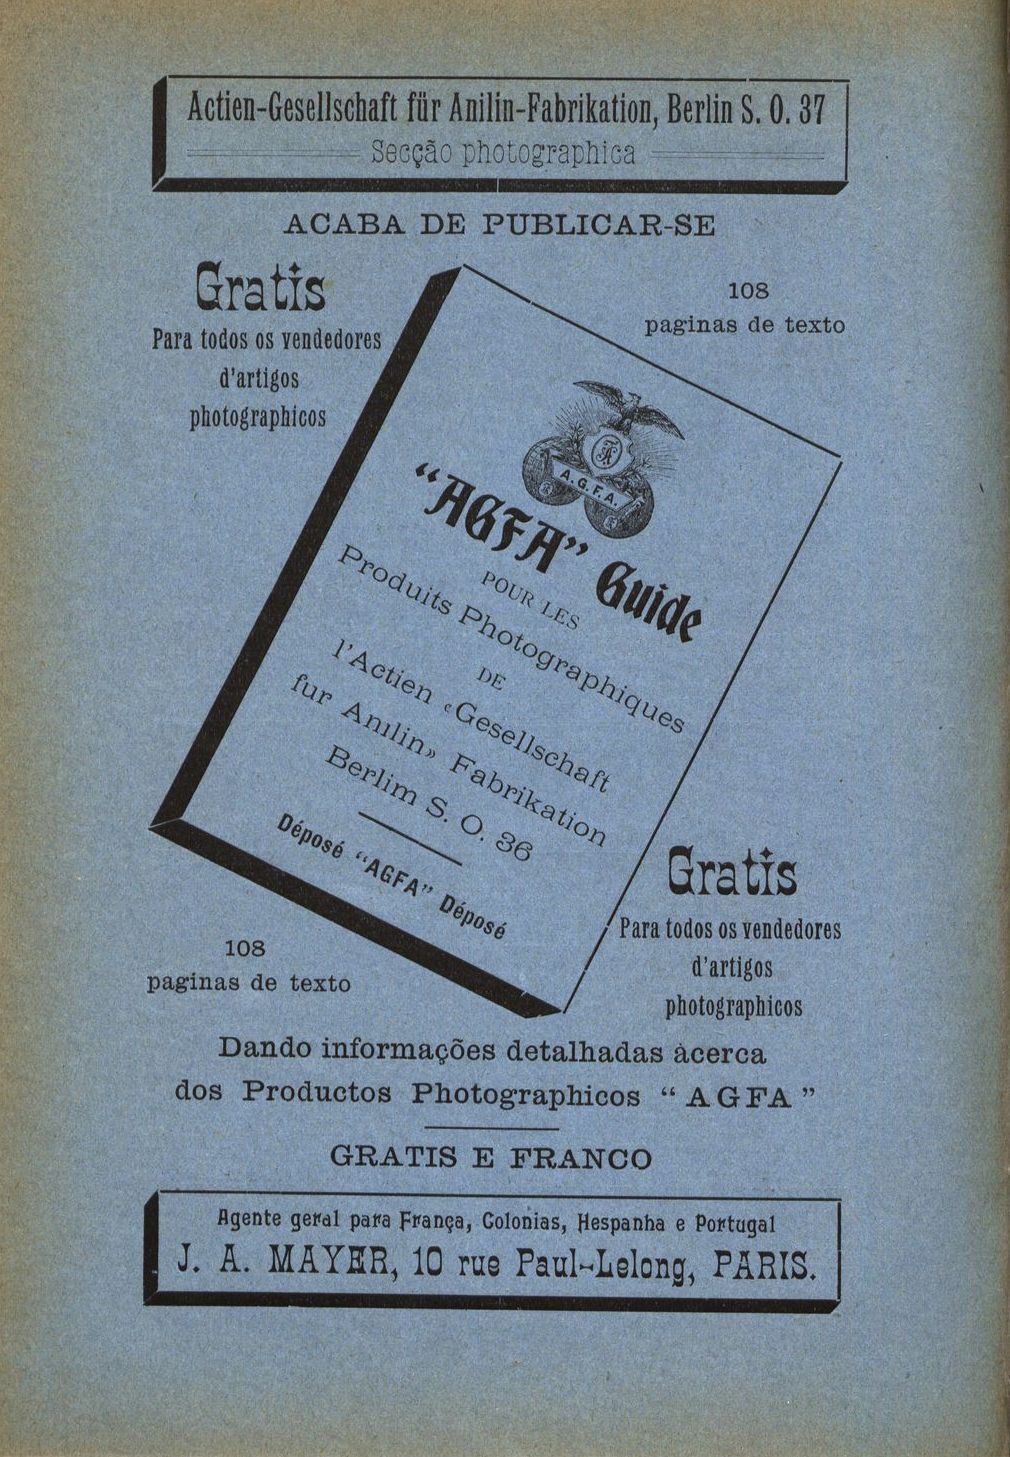 Actien-Gesellschaft für Anilin-Fabrikation, Berlin S. O. 37
Secção photographica
ACABA DE PUBLICAR-SE
Gratis
Para todos os vendedores
d'artigos
photographicos
108
paginas de texto
A.G.F.A.
“AGFA” Guide
POUR LES
Produits Photographiques
DE
l'Actien «Gesellschaft
fur Anilin» Fabrikation
Berlim S. O. 36
Déposé “AGFA” Déposé
Gratis
Para todos os vendedores
d'artigos
photographicos
108
paginas de texto
Dando informações detalhadas àcerca
dos Productos Photographicos “AGFA”
GRATIS E FRANCO
Agente geral para França, Colonias, Hespanha e Portugal
J. A. MAYER, 10 rue Paul-Lelong, PARIS.